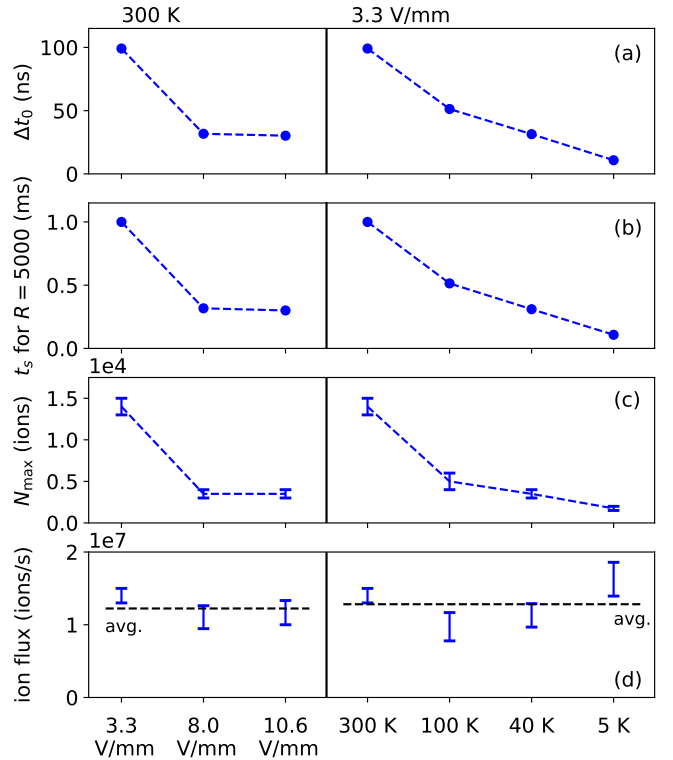 300 K 3.3 V/mm
(a)
100
50
0
Δt₀ (ns)
(b)
1.0
0.5
0.0
tₛ for R = 5000 (ms)
1e4
(c)
1.5
1.0
0.5
0.0
Nₘₐₓ (ions)
1e7
2
1
0
ion flux (ions/s)
avg.
avg.
(d)
3.3 8.0 10.6 300 K 100 K 40 K 5 K
V/mm V/mm V/mm